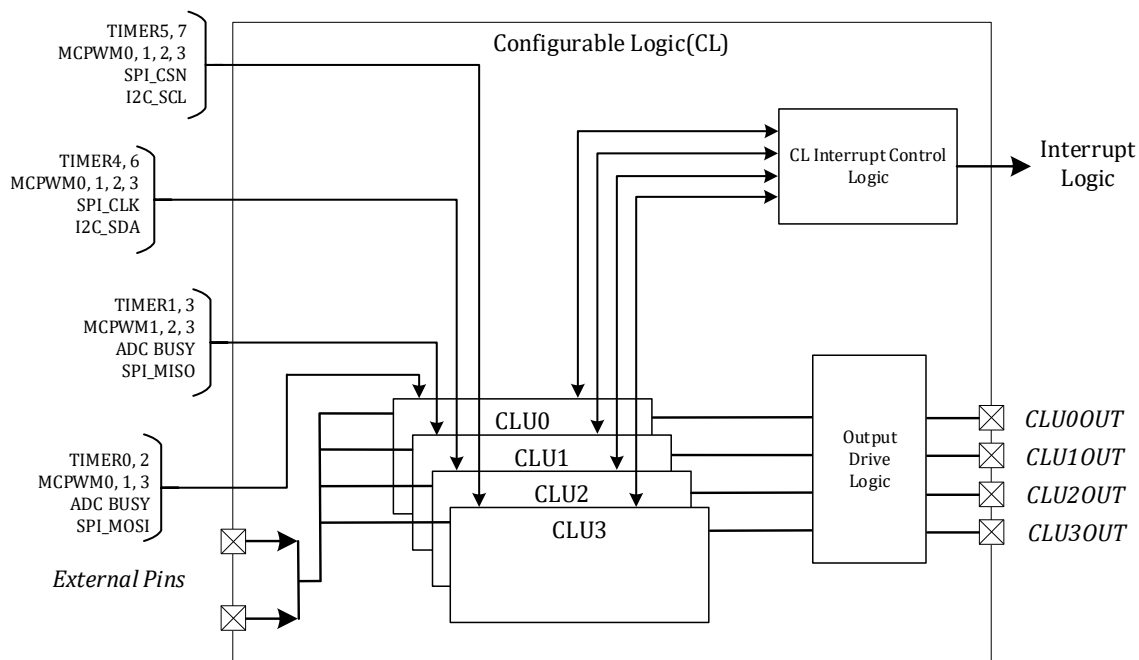 Configurable Logic(CL)
TIMER5, 7
MCPWM0, 1, 2, 3
SPI_CSN
I2C_SCL
TIMER4, 6
MCPWM0, 1, 2, 3
SPI_CLK
I2C_SDA
TIMER1, 3
MCPWM1, 2, 3
ADC BUSY
SPI_MISO
TIMER0, 2
MCPWM0, 1, 3
ADC BUSY
SPI_MOSI
External Pins
CL Interrupt Control
Logic
Interrupt
Logic
CLU0
CLU1
CLU2
CLU3
Output
Drive
Logic
CLU0OUT
CLU1OUT
CLU2OUT
CLU3OUT